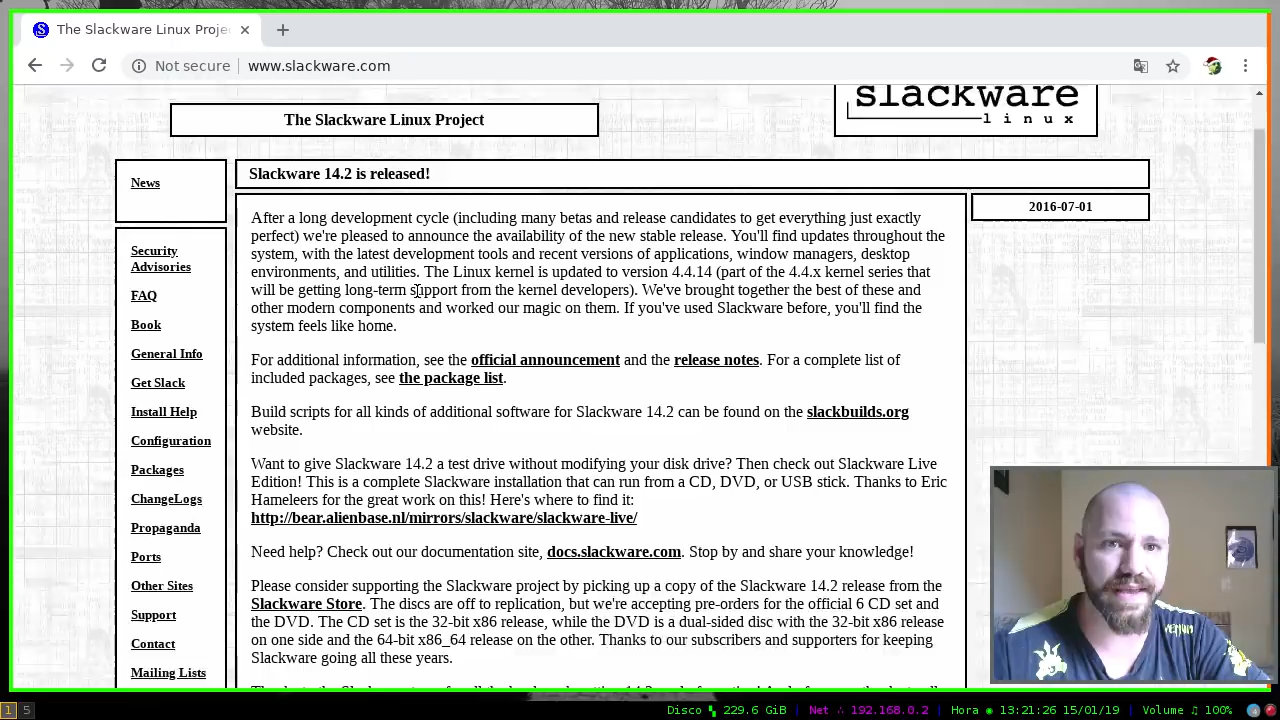 The Slackware Linux Proje
Not secure
www.slackware.com
slackware
linux
The Slackware Linux Project
News
Slackware 14.2 is released!
2016-07-01
After a long development cycle (including many betas and release candidates to get everything just exactly
perfect) we're pleased to announce the availability of the new stable release. You'll find updates throughout the
system, with the latest development tools and recent versions of applications, window managers, desktop
environments, and utilities. The Linux kernel is updated to version 4.4.14 (part of the 4.4.x kernel series that
will be getting long-term support from the kernel developers). We've brought together the best of these and
other modern components and worked our magic on them. If you've used Slackware before, you'll find the
system feels like home.
For additional information, see the official announcement and the release notes. For a complete list of
included packages, see the package list.
Build scripts for all kinds of additional software for Slackware 14.2 can be found on the slackbuilds.org
website.
Want to give Slackware 14.2 a test drive without modifying your disk drive? Then check out Slackware Live
Edition! This is a complete Slackware installation that can run from a CD, DVD, or USB stick. Thanks to Eric
Hameleers for the great work on this! Here's where to find it:
http://bear.alienbase.nl/mirrors/slackware/slackware-live/
Need help? Check out our documentation site, docs.slackware.com. Stop by and share your knowledge!
Please consider supporting the Slackware project by picking up a copy of the Slackware 14.2 release from the
Slackware Store. The discs are off to replication, but we're accepting pre-orders for the official 6 CD set and
the DVD. The CD set is the 32-bit x86 release, while the DVD is a dual-sided disc with the 32-bit x86 release
on one side and the 64-bit x86_64 release on the other. Thanks to our subscribers and supporters for keeping
Slackware going all these years.
Security
Advisories
FAQ
Book
General Info
Get Slack
Install Help
Configuration
Packages
ChangeLogs
Propaganda
Ports
Other Sites
Support
Contact
Mailing Lists
VENUM
1 5
Disco 229.6 GiB | Net 192.168.0.2 | Hora 13:21:26 15/01/19 | Volume 100%